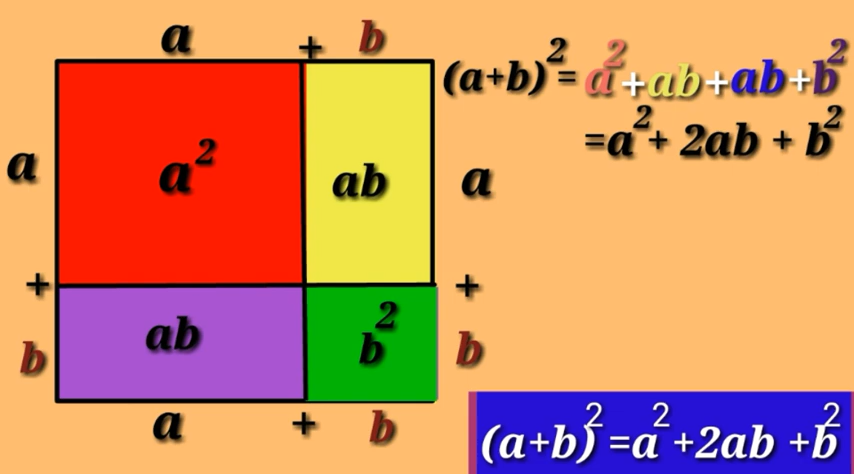 a + b
(a+b)²= a²+ab+ab+b²
=a²+ 2ab + b²
a a² ab a
+ +
b ab b² b
a + b
(a+b)²=a²+2ab +b²